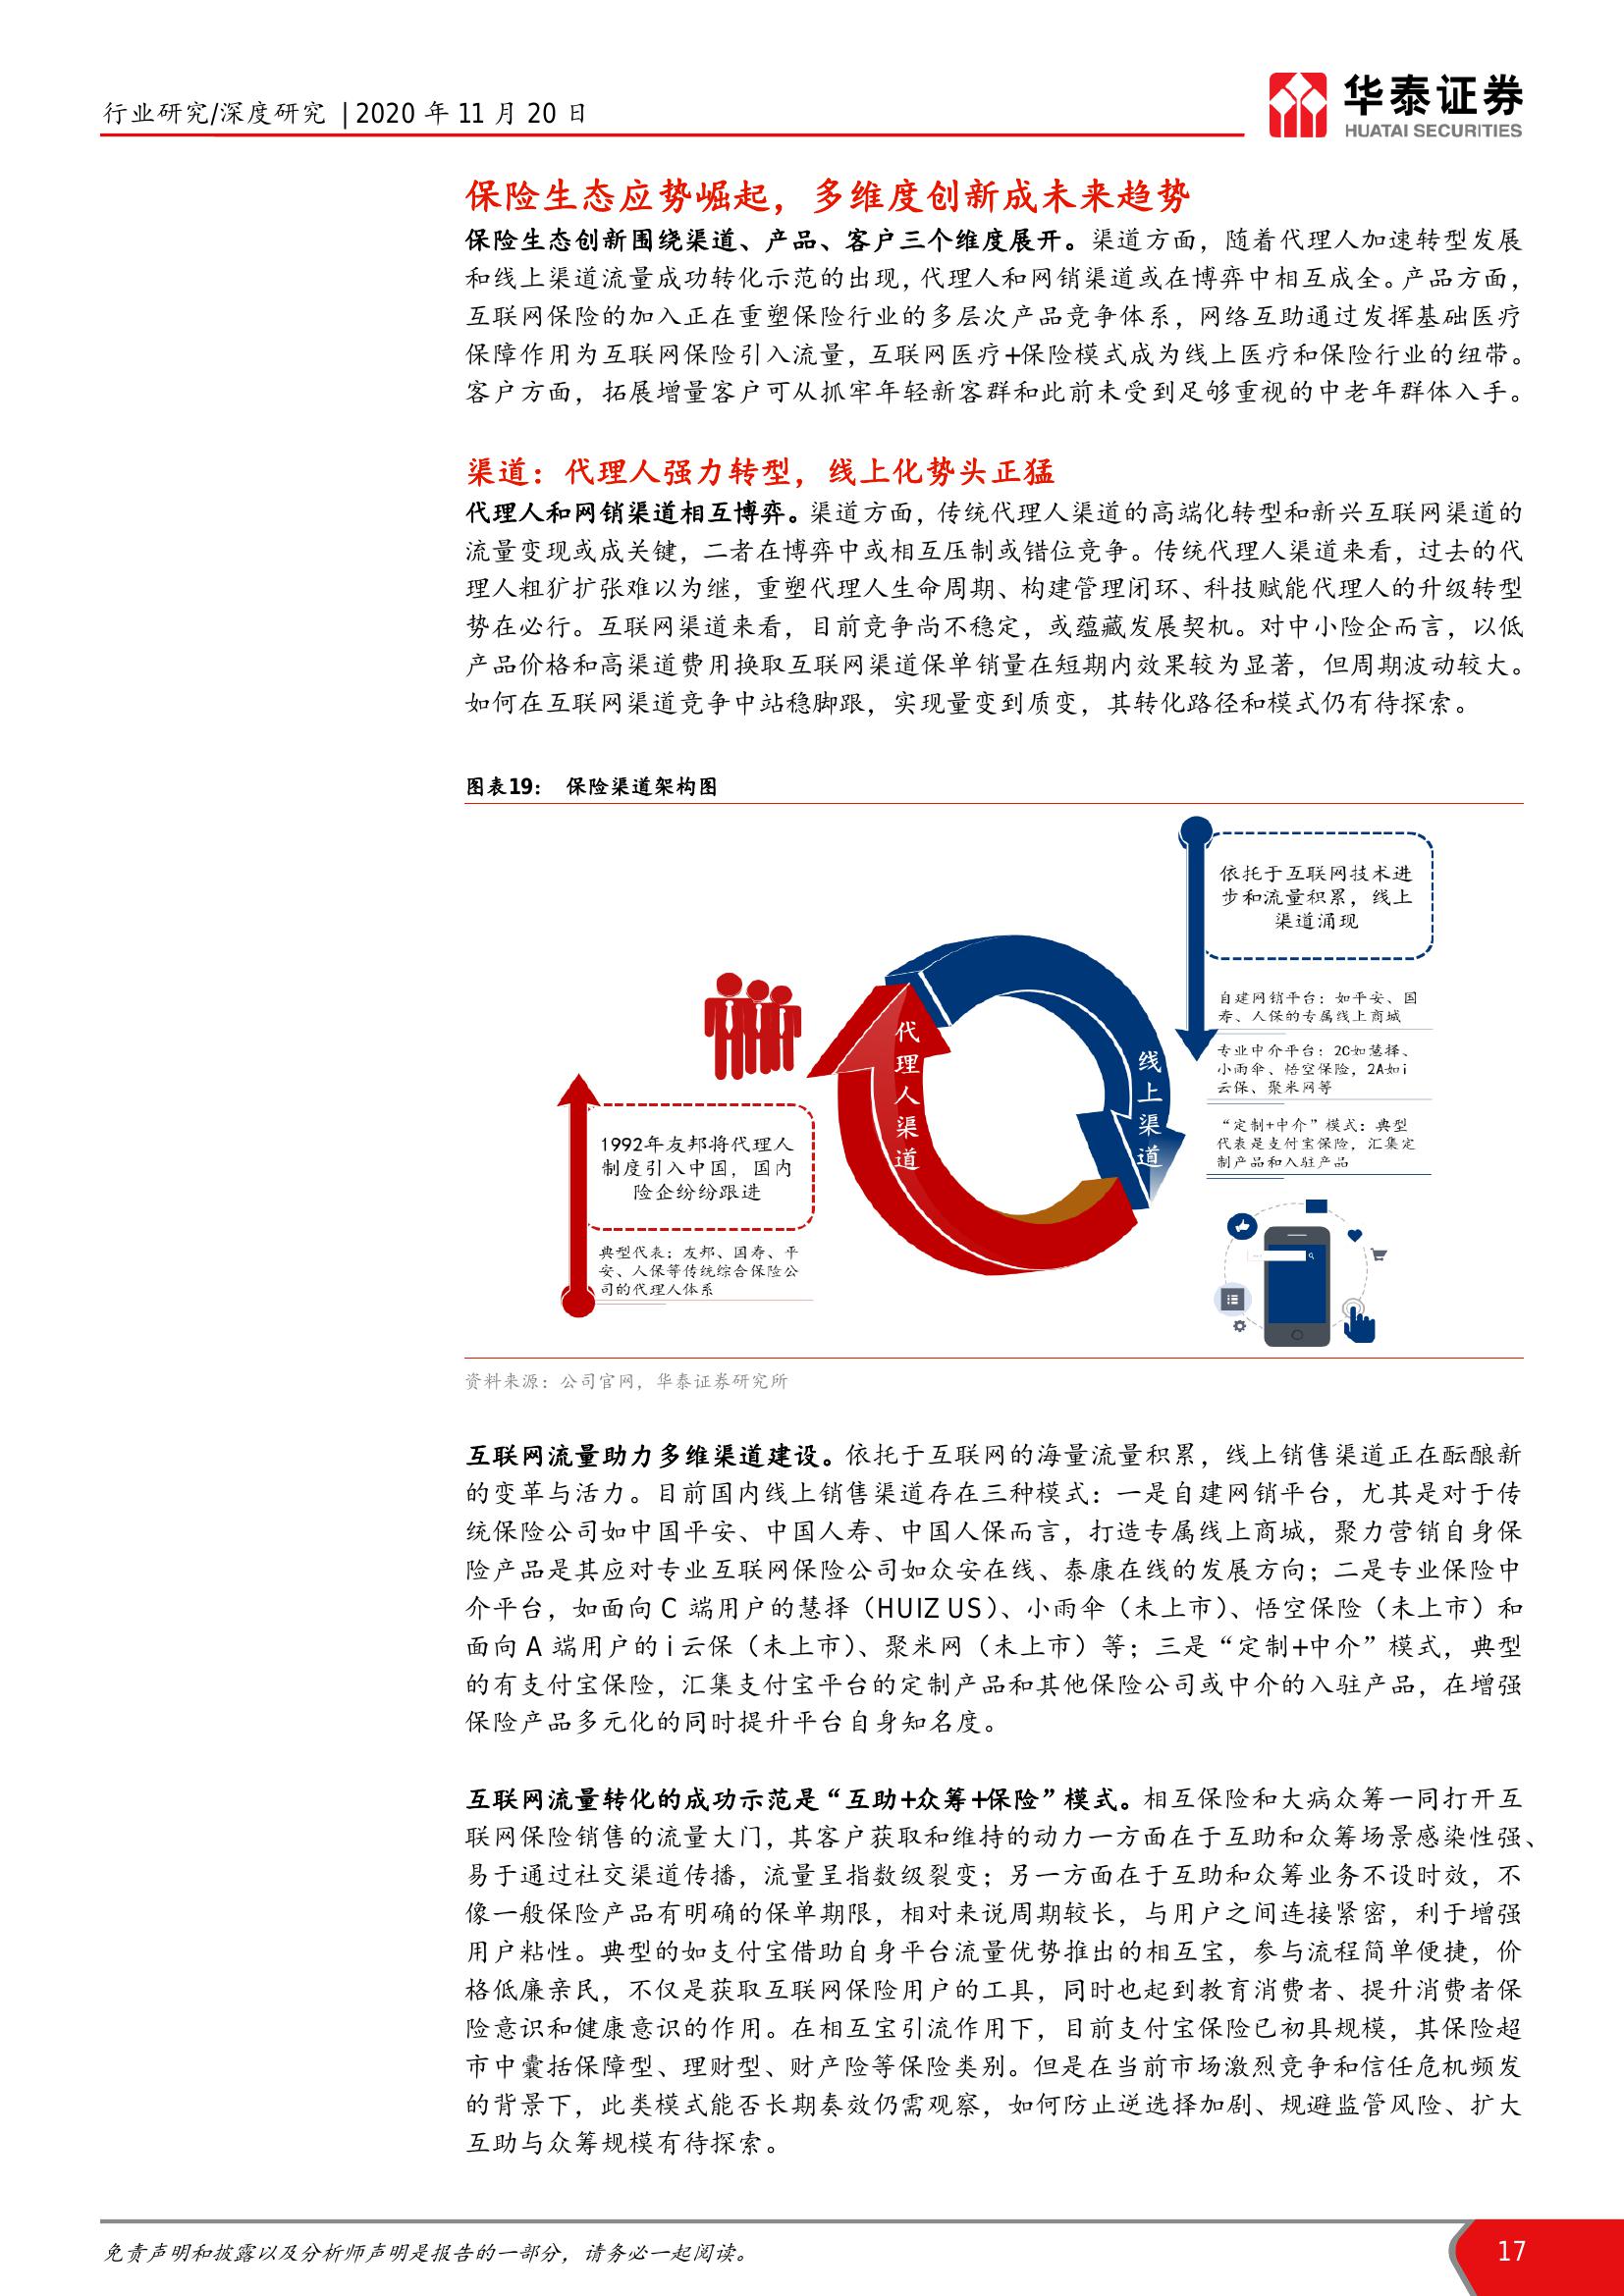 行业研究/深度研究 | 2020 年 11 月 20 日
华泰证券
HUATAI SECURITIES
保险生态应势崛起，多维度创新成未来趋势
保险生态创新围绕渠道、产品、客户三个维度展开。渠道方面，随着代理人加速转型发展
和线上渠道流量成功转化示范的出现，代理人和网销渠道或在博弈中相互成全。产品方面，
互联网保险的加入正在重塑保险行业的多层次产品竞争体系，网络互助通过发挥基础医疗
保障作用为互联网保险引入流量，互联网医疗+保险模式成为线上医疗和保险行业的纽带。
客户方面，拓展增量客户可从抓牢年轻新客群和此前未受到足够重视的中老年群体入手。
渠道：代理人强力转型，线上化势头正猛
代理人和网销渠道相互博弈。渠道方面，传统代理人渠道的高端化转型和新兴互联网渠道的
流量变现或成关键，二者在博弈中或相互压制或错位竞争。传统代理人渠道来看，过去的代
理人粗犷扩张难以为继，重塑代理人生命周期、构建管理闭环、科技赋能代理人的升级转型
势在必行。互联网渠道来看，目前竞争尚不稳定，或蕴藏发展契机。对中小险企而言，以低
产品价格和高渠道费用换取互联网渠道保单销量在短期内效果较为显著，但周期波动较大。
如何在互联网渠道竞争中站稳脚跟，实现量变到质变，其转化路径和模式仍有待探索。
图表19： 保险渠道架构图
依托于互联网技术进
步和流量积累，线上
渠道涌现
自建网销平台：如平安、国
寿、人保的专属线上商城
专业中介平台：2C如慧择、
小雨伞、悟空保险，2A如i
云保、聚米网等
“定制+中介”模式：典型
代表是支付宝保险，汇集定
制产品和入驻产品
代理人渠道
线上渠道
1992年友邦将代理人
制度引入中国，国内
险企纷纷跟进
典型代表：友邦、国寿、平
安、人保等传统综合保险公
司的代理人体系
资料来源：公司官网，华泰证券研究所
互联网流量助力多维渠道建设。依托于互联网的海量流量积累，线上销售渠道正在酝酿新
的变革与活力。目前国内线上销售渠道存在三种模式：一是自建网销平台，尤其是对于传
统保险公司如中国平安、中国人寿、中国人保而言，打造专属线上商城，聚力营销自身保
险产品是其应对专业互联网保险公司如众安在线、泰康在线的发展方向；二是专业保险中
介平台，如面向 C 端用户的慧择（HUIZ US）、小雨伞（未上市）、悟空保险（未上市）和
面向 A 端用户的 i 云保（未上市）、聚米网（未上市）等；三是“定制+中介”模式，典型
的有支付宝保险，汇集支付宝平台的定制产品和其他保险公司或中介的入驻产品，在增强
保险产品多元化的同时提升平台自身知名度。
互联网流量转化的成功示范是“互助+众筹+保险”模式。相互保险和大病众筹一同打开互
联网保险销售的流量大门，其客户获取和维持的动力一方面在于互助和众筹场景感染性强、
易于通过社交渠道传播，流量呈指数级裂变；另一方面在于互助和众筹业务不设时效，不
像一般保险产品有明确的保单期限，相对来说周期较长，与用户之间连接紧密，利于增强
用户粘性。典型的如支付宝借助自身平台流量优势推出的相互宝，参与流程简单便捷，价
格低廉亲民，不仅是获取互联网保险用户的工具，同时也起到教育消费者、提升消费者保
险意识和健康意识的作用。在相互宝引流作用下，目前支付宝保险已初具规模，其保险超
市中囊括保障型、理财型、财产险等保险类别。但是在当前市场激烈竞争和信任危机频发
的背景下，此类模式能否长期奏效仍需观察，如何防止逆选择加剧、规避监管风险、扩大
互助与众筹规模有待探索。
免责声明和披露以及分析师声明是报告的一部分，请务必一起阅读。
17